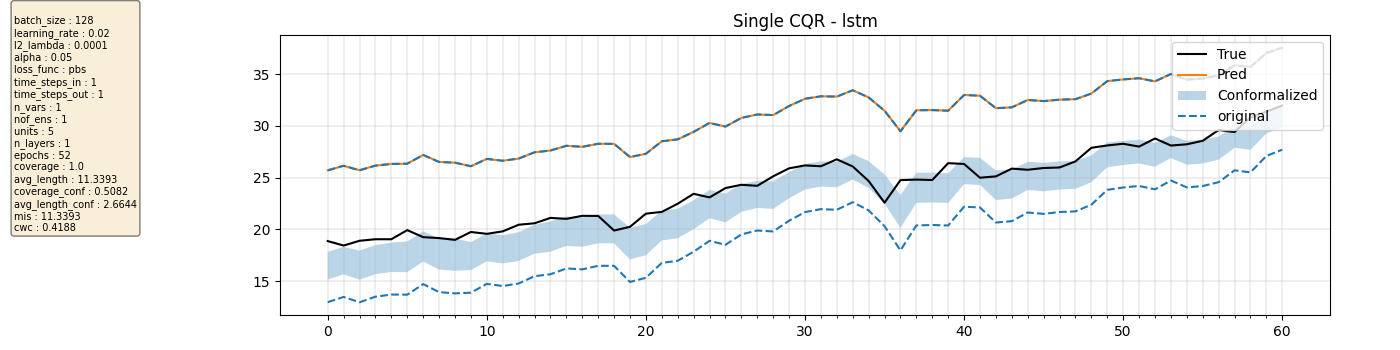 batch_size : 128
learning_rate : 0.02
l2_lambda : 0.0001
alpha : 0.05
loss_func : pbs
time_steps_in : 1
time_steps_out : 1
n_vars : 1
nof_ens : 1
units : 5
n_layers : 1
epochs : 52
coverage : 1.0
avg_length : 11.3393
coverage_conf : 0.5082
avg_length_conf : 2.6644
mis : 11.3393
cwc : 0.4188
Single CQR - lstm
True
Pred
Conformalized
original
35
30
25
20
15
0 10 20 30 40 50 60